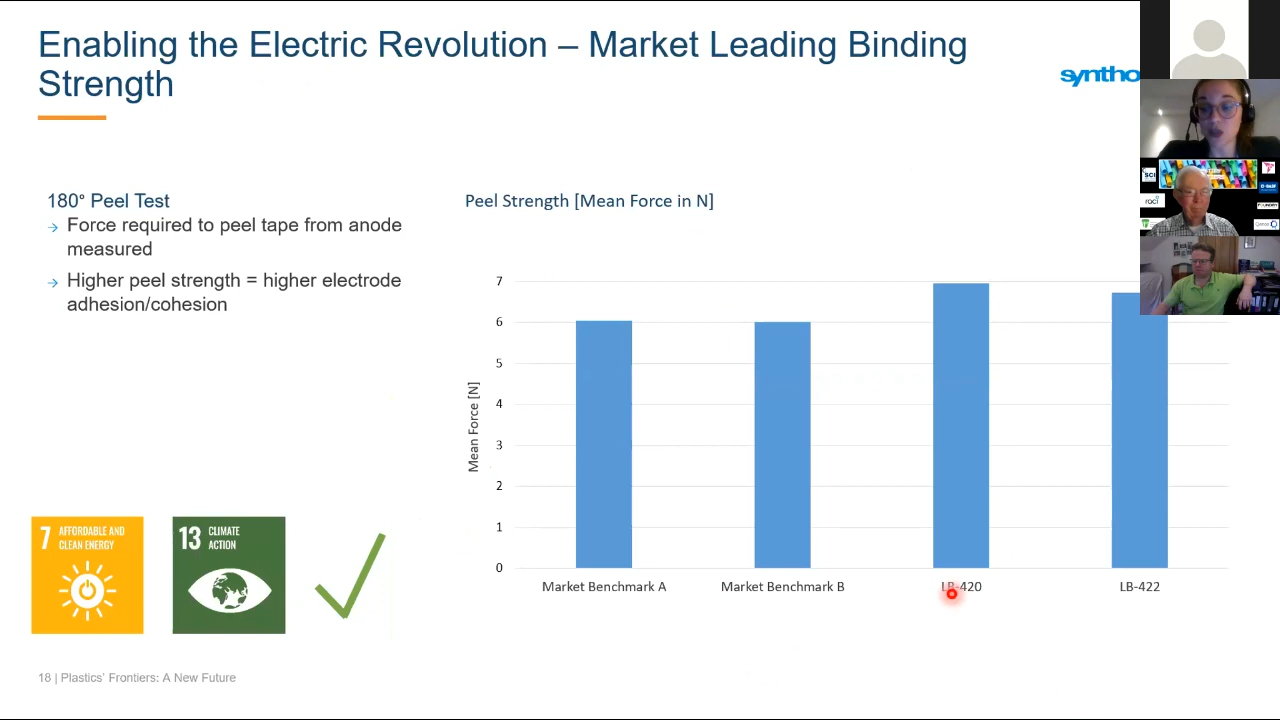 Enabling the Electric Revolution – Market Leading Binding
Strength
syntho
180° Peel Test
→ Force required to peel tape from anode
measured
→ Higher peel strength = higher electrode
adhesion/cohesion
Peel Strength [Mean Force in N]
Mean Force [N]
7
6
5
4
3
2
1
0
Market Benchmark A
Market Benchmark B
LB-420
LB-422
7 AFFORDABLE AND
CLEAN ENERGY
13 CLIMATE
ACTION
18 | Plastics' Frontiers: A New Future
SCI
raci